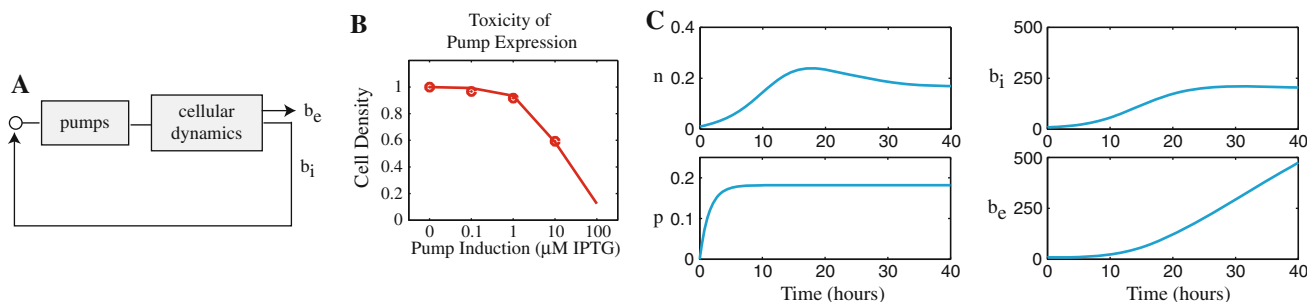 A
pumps
cellular
dynamics
b_e
b_i
B
Toxicity of
Pump Expression
Cell Density
1
0.8
0.6
0.4
0.2
0
0 0.1 1 10 100
Pump Induction (μM IPTG)
C
n
0.4
0.2
0
0 10 20 30 40
b_i
500
250
0
0 10 20 30 40
p
0.2
0.1
0
0 10 20 30 40
Time (hours)
b_e
500
250
0
0 10 20 30 40
Time (hours)